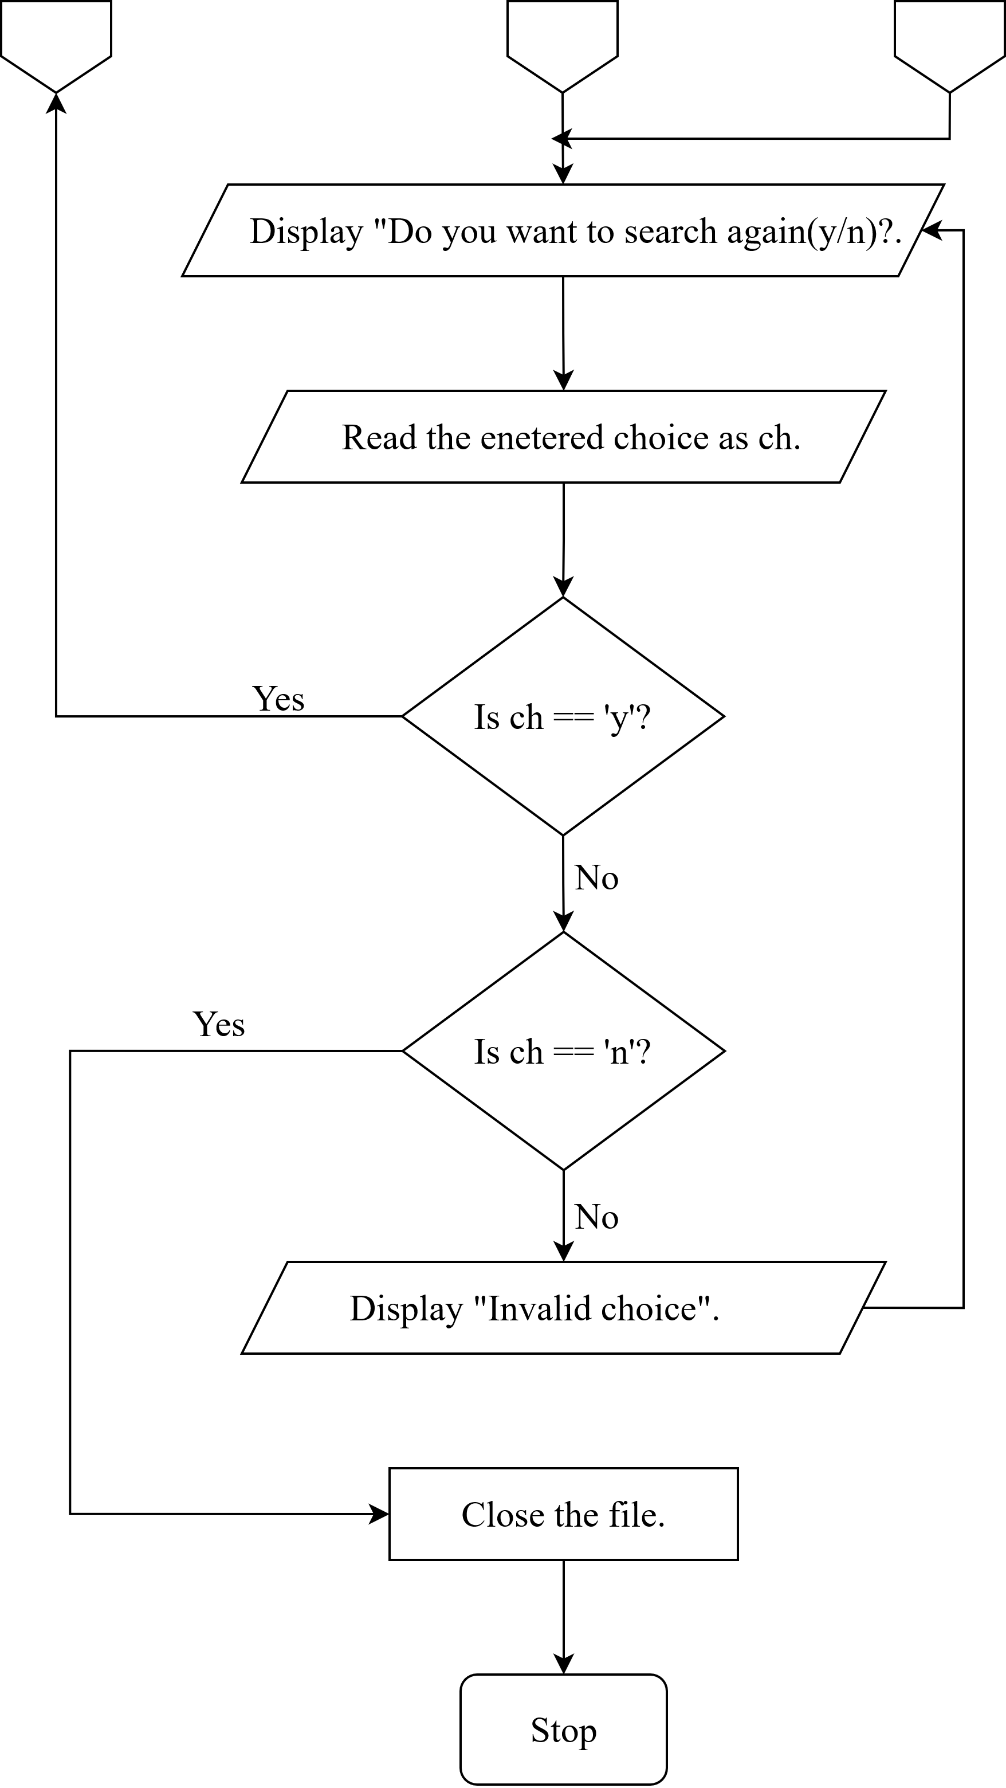 Display "Do you want to search again(y/n)?.
Read the enetered choice as ch.
Yes
Is ch == 'y'?
No
Yes
Is ch == 'n'?
No
Display "Invalid choice".
Close the file.
Stop